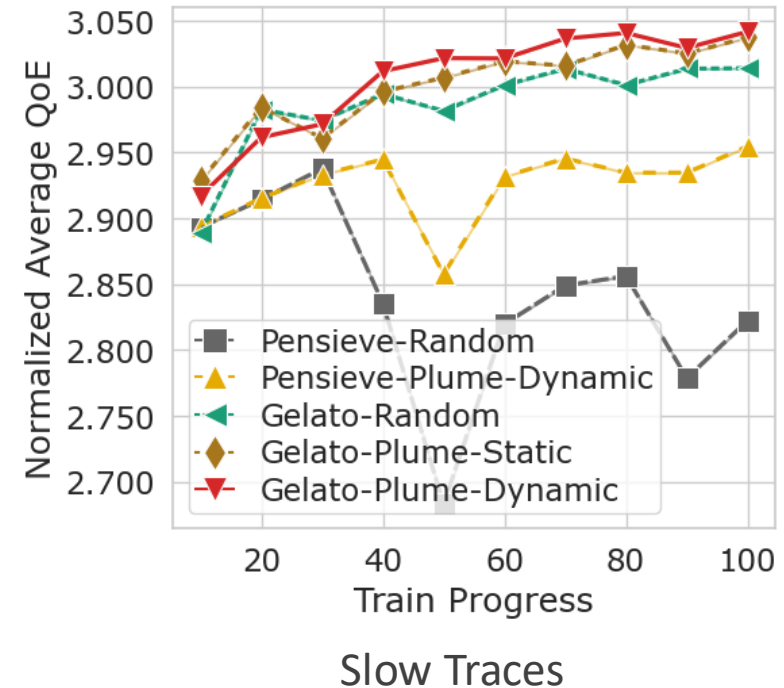 Normalized Average QoE
3.050
3.000
2.950
2.900
2.850
2.800
2.750
2.700
Pensieve-Random
Pensieve-Plume-Dynamic
Gelato-Random
Gelato-Plume-Static
Gelato-Plume-Dynamic
20 40 60 80 100
Train Progress
Slow Traces